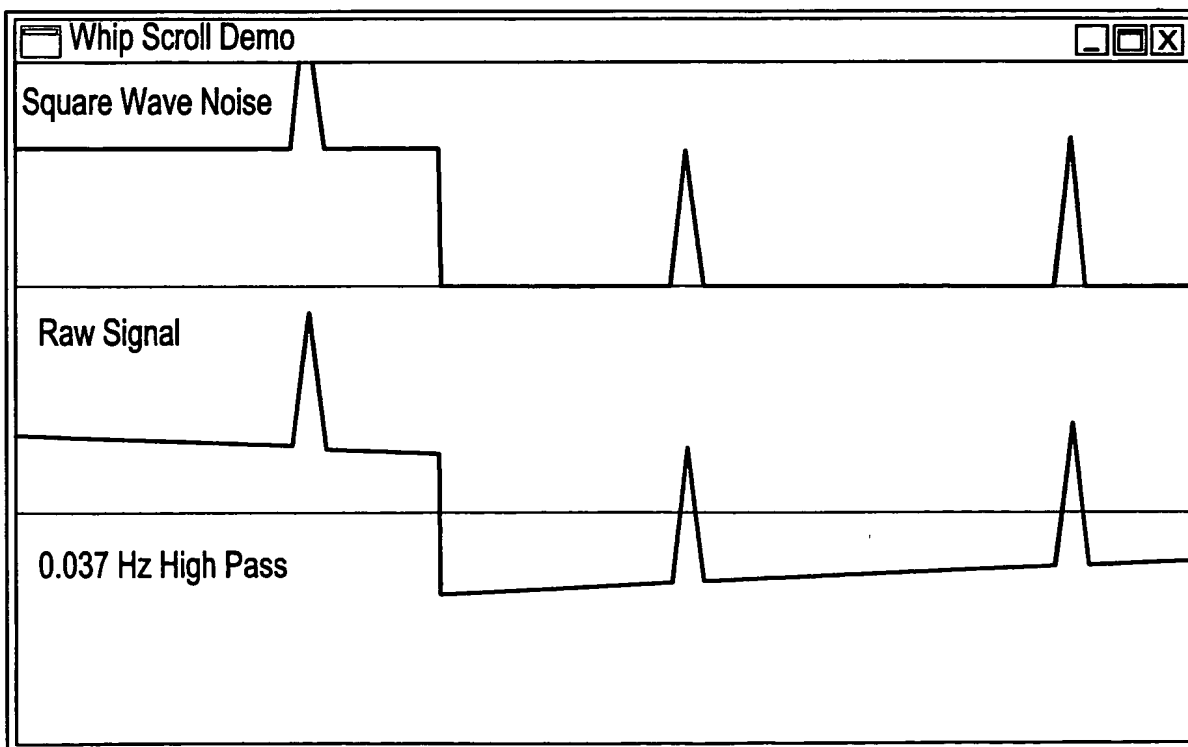 Whip Scroll Demo
Square Wave Noise
Raw Signal
0.037 Hz High Pass